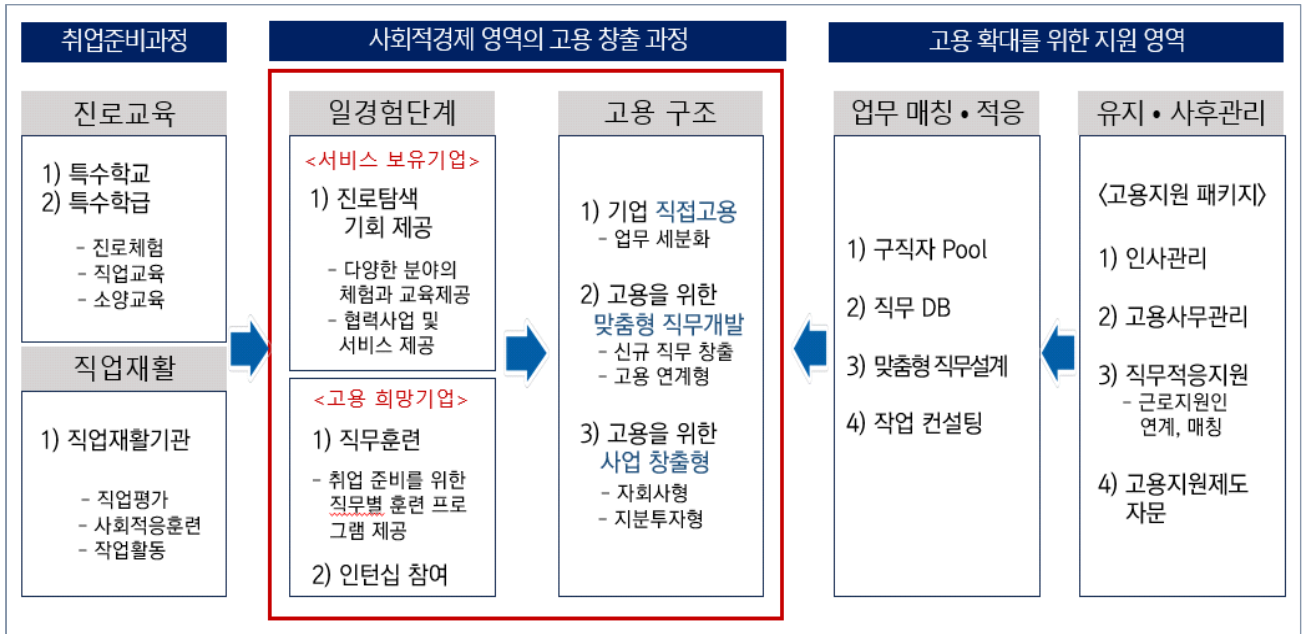 취업준비과정
진로교육
1) 특수학교
2) 특수학급
- 진로체험
- 직업교육
- 소양교육
직업재활
1) 직업재활기관
- 직업평가
- 사회적응훈련
- 작업활동
사회적경제 영역의 고용 창출 과정
일경험단계
<서비스 보유기업>
1) 진로탐색
기회 제공
- 다양한 분야의
체험과 교육제공
- 협력사업 및
서비스 제공
<고용 희망기업>
1) 직무훈련
- 취업 준비를 위한
직무별 훈련 프로
그램 제공
2) 인턴십 참여
고용 구조
1) 기업 직접고용
- 업무 세분화
2) 고용을 위한
맞춤형 직무개발
- 신규 직무 창출
- 고용 연계형
3) 고용을 위한
사업 창출형
- 자회사형
- 지분투자형
고용 확대를 위한 지원 영역
업무 매칭 • 적응
1) 구직자 Pool
2) 직무 DB
3) 맞춤형 직무설계
4) 작업 컨설팅
유지 • 사후관리
<고용지원 패키지>
1) 인사관리
2) 고용사무관리
3) 직무적응지원
- 근로지원인
연계, 매칭
4) 고용지원제도
자문